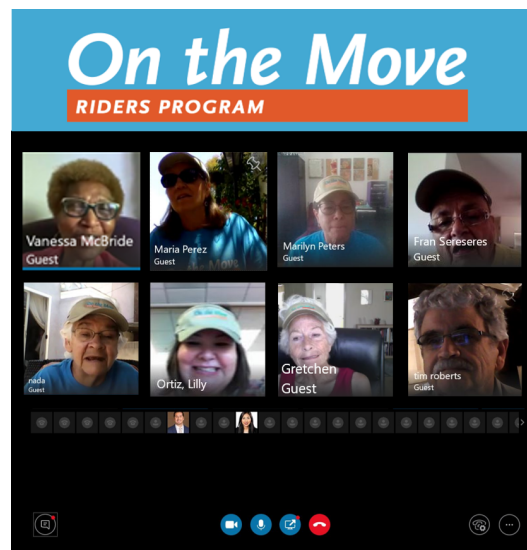 On the Move
RIDERS PROGRAM
Vanessa McBride
Guest
Maria Perez
Guest
Marilyn Peters
Guest
Fran Sereseres
Guest
nada
Guest
Ortiz, Lilly
Gretchen
Guest
tim roberts
Guest